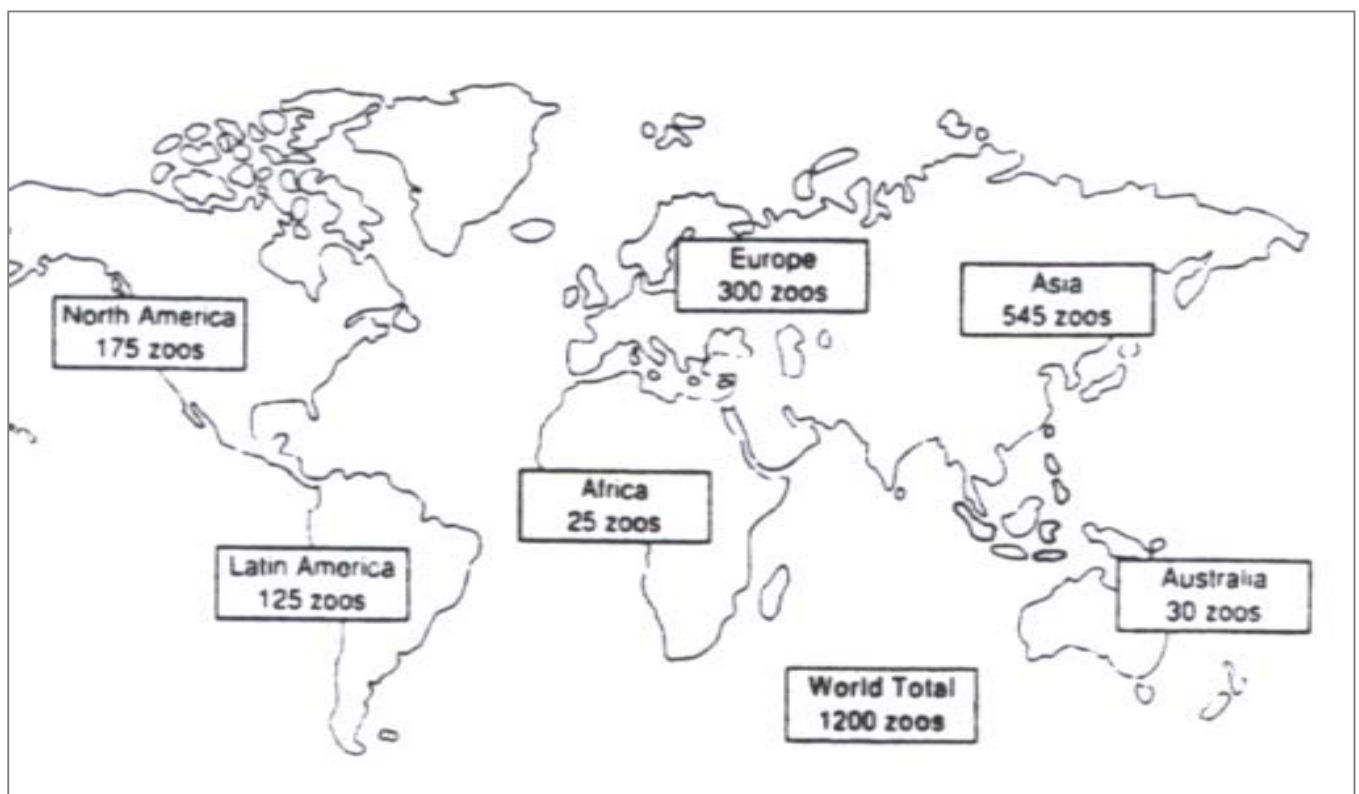 Europe
300 zoos
Asia
545 zoos
North America
175 zoos
Africa
25 zoos
Latin America
125 zoos
Australia
30 zoos
World Total
1200 zoos